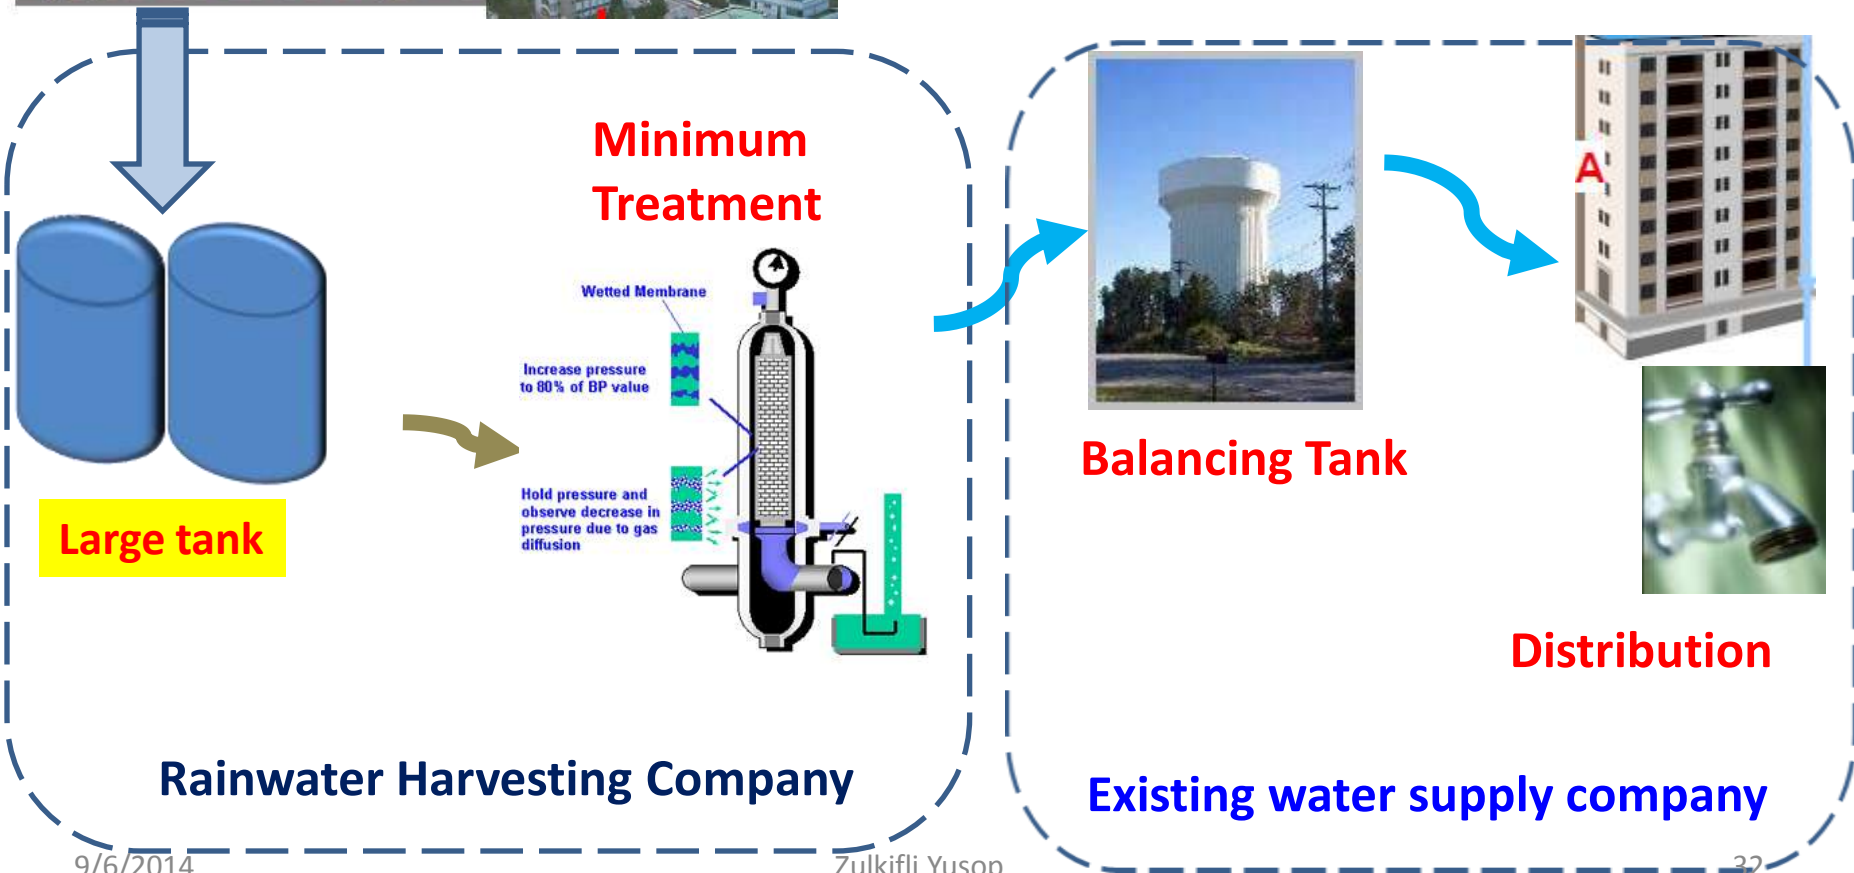 Minimum
Treatment
Wetted Membrane
Increase pressure
to 80% of BP value
Hold pressure and
observe decrease in
pressure due to gas
diffusion
Large tank
Rainwater Harvesting Company
A
Balancing Tank
Distribution
Existing water supply company
9/6/2014
Zulkifli Yusop
32